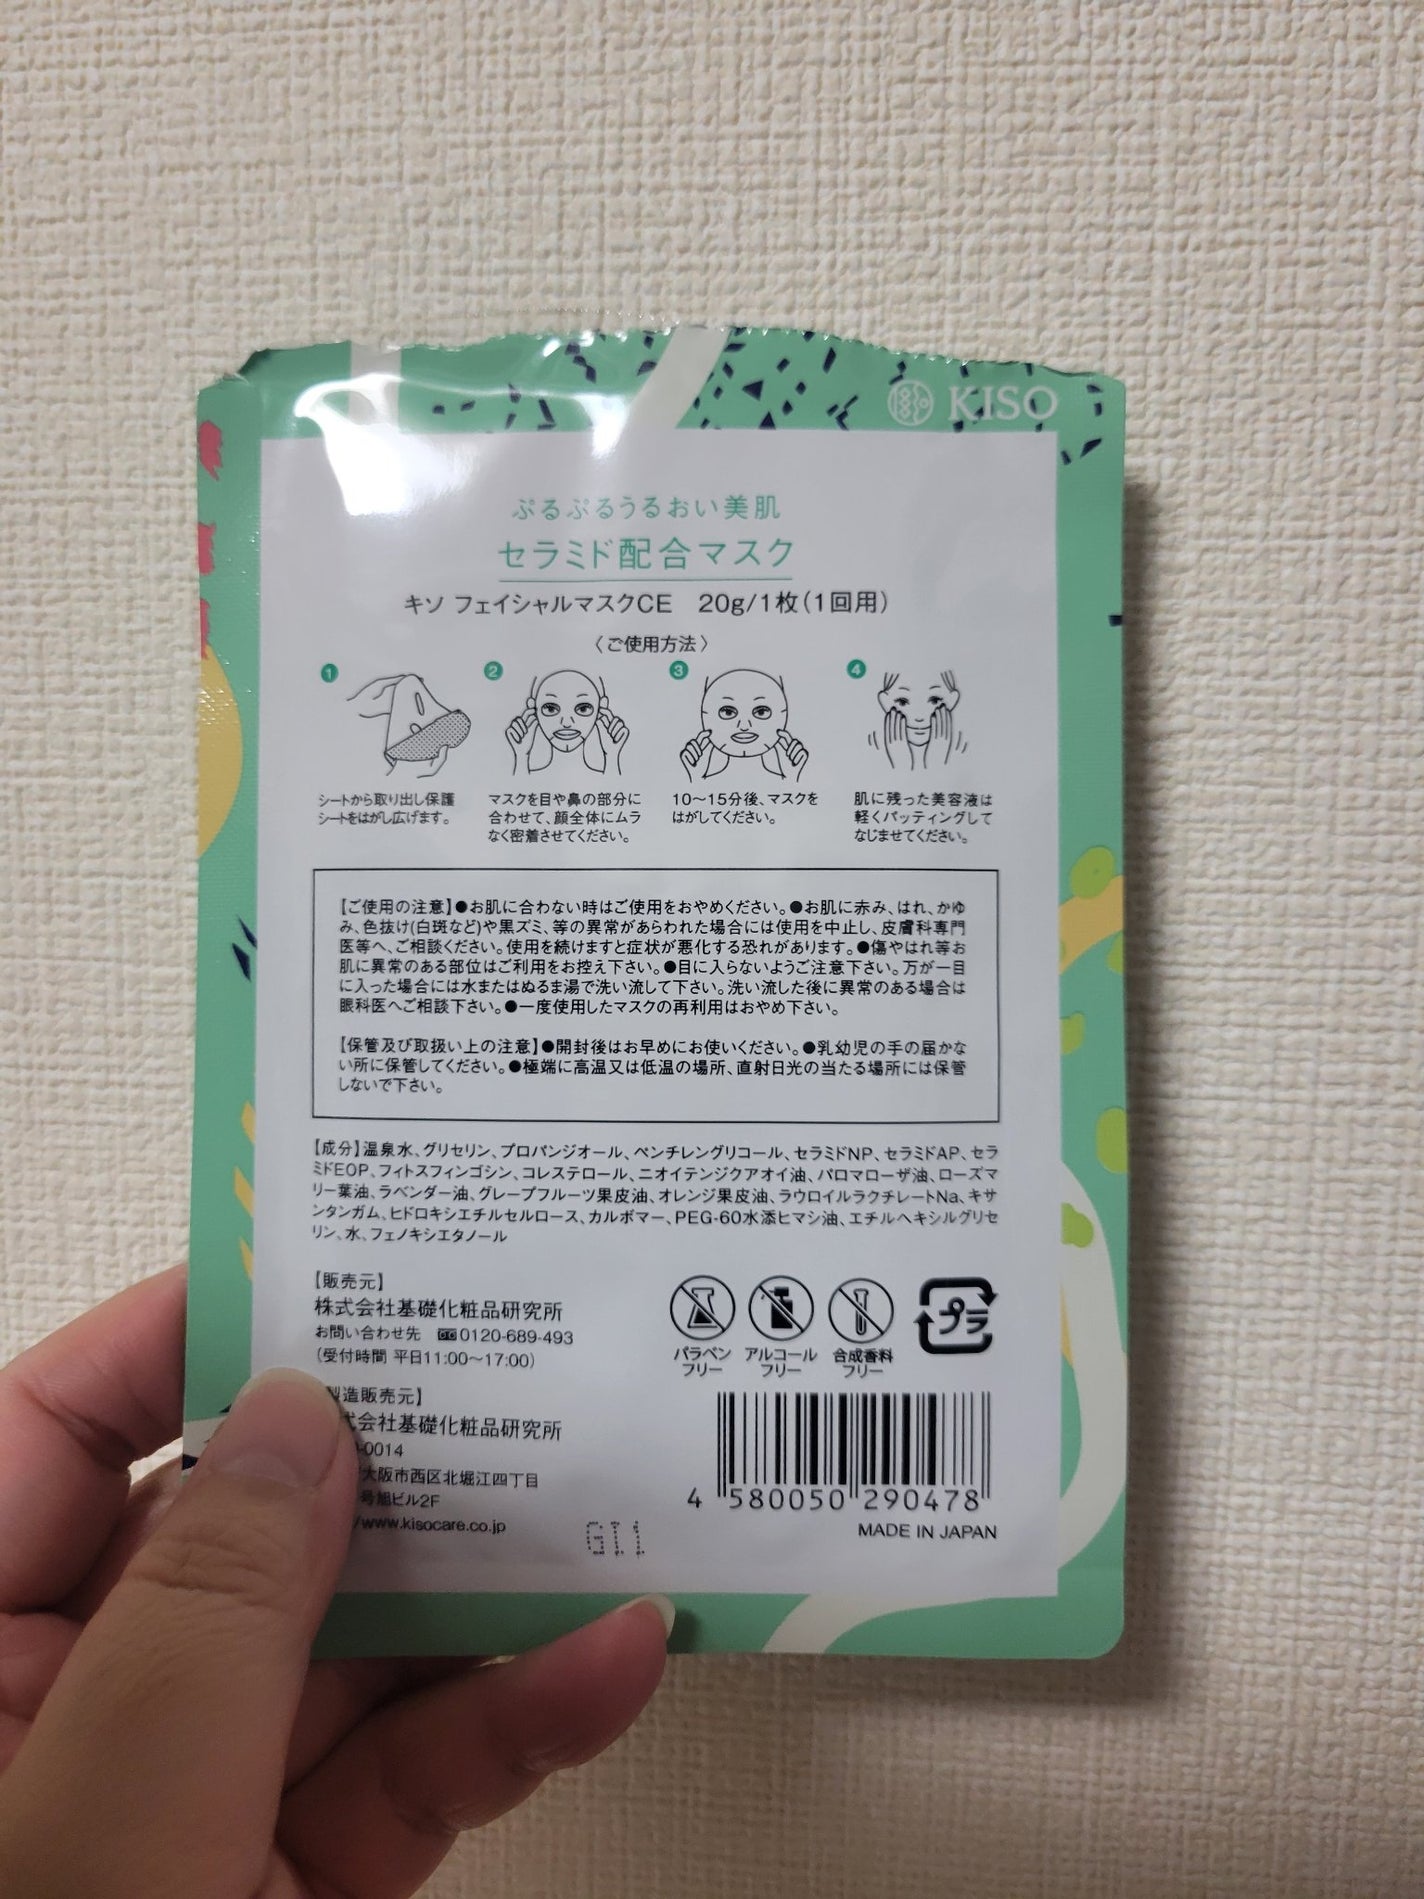 KISO
ぷるぷるうるおい美肌
セラミド配合マスク
キソ フェイシャルマスクCE 20g/1枚(1回用)
〈ご使用方法〉
1
シートから取り出し保護
シートをはがし広げます。
2
マスクを目や鼻の部分に
合わせて、顔全体にムラ
なく密着させてください。
3
10〜15分後、マスクを
はがしてください。
4
肌に残った美容液は
軽くパッティングして
なじませてください。
【ご使用の注意】●お肌に合わない時はご使用をおやめください。●お肌に赤み、はれ、かゆ
み、色抜け(白斑など)や黒ズミ、等の異常があらわれた場合には使用を中止し、皮膚科専門
医等へ、ご相談ください。使用を続けますと症状が悪化する恐れがあります。●傷やはれ等お
肌に異常のある部位はご利用をお控え下さい。●目に入らないようご注意下さい。万が一目
に入った場合には水またはぬるま湯で洗い流して下さい。洗い流した後に異常のある場合は
眼科医へご相談下さい。●一度使用したマスクの再利用はおやめ下さい。
【保管及び取扱い上の注意】●開封後はお早めにお使いください。●乳幼児の手の届かな
い所に保管してください。●極端に高温又は低温の場所、直射日光の当たる場所には保管
しないで下さい。
【成分】温泉水、グリセリン、プロパンジオール、ペンチレングリコール、セラミドNP、セラミドAP、セラ
ミドEOP、フィトスフィンゴシン、コレステロール、ニオイテンジクアオイ油、パロマローザ油、ローズマ
リー葉油、ラベンダー油、グレープフルーツ果皮油、オレンジ果皮油、ラウロイルラクチレートNa、キサ
ンタンガム、ヒドロキシエチルセルロース、カルボマー、PEG-60水添ヒマシ油、エチルヘキシルグリセ
リン、水、フェノキシエタノール
【販売元】
株式会社基礎化粧品研究所
お問い合わせ先 0120-689-493
(受付時間 平日11:00〜17:00)
製造販売元】
式会社基礎化粧品研究所
-0014
大阪市西区北堀江四丁目
号旭ビル2F
/www.kisocare.co.jp
GI1
パラベン
フリー
アルコール
フリー
合成香料
フリー
プラ
4 580050 290478
MADE IN JAPAN